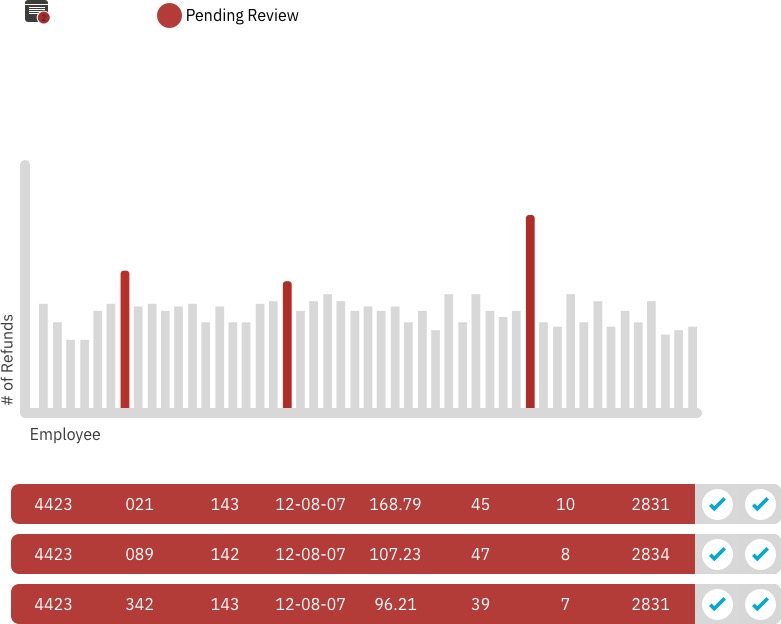 Pending Review
# of Refunds
Employee
4423 021 143 12-08-07 168.79 45 10 2831
4423 089 142 12-08-07 107.23 47 8 2834
4423 342 143 12-08-07 96.21 39 7 2831